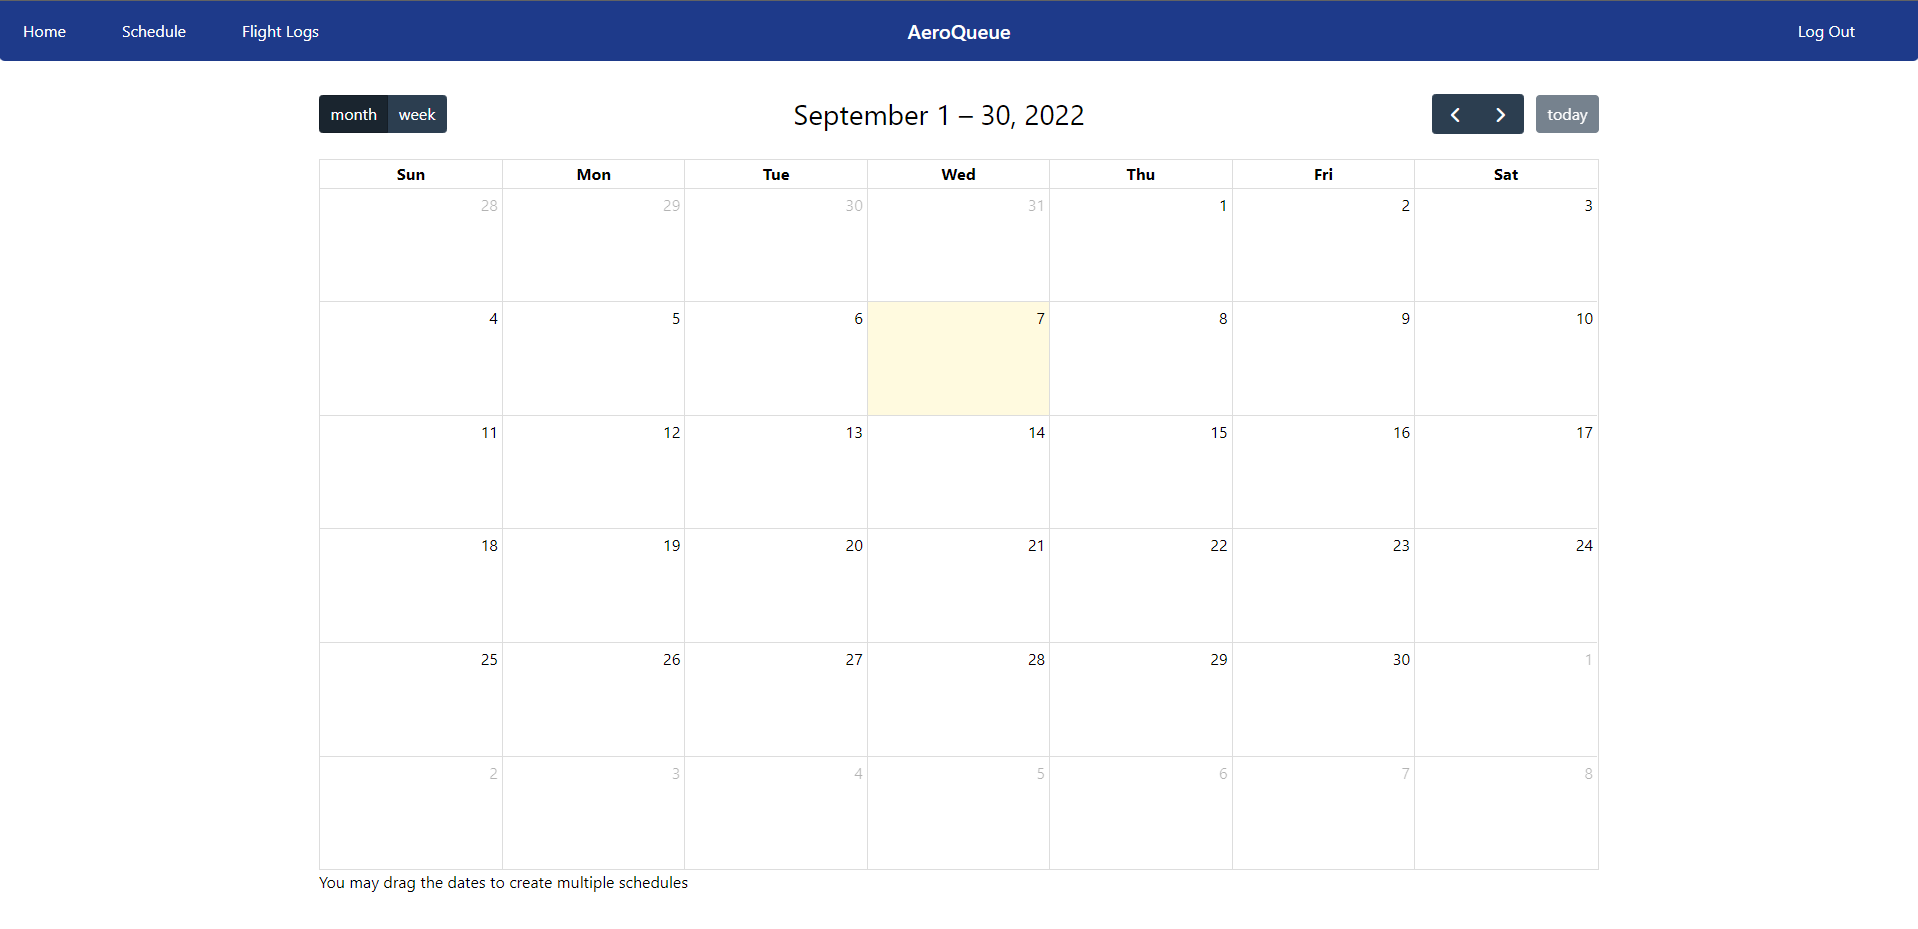 Home Schedule Flight Logs AeroQueue Log Out
month week September 1 – 30, 2022 today
Sun Mon Tue Wed Thu Fri Sat
28 29 30 31 1 2 3
4 5 6 7 8 9 10
11 12 13 14 15 16 17
18 19 20 21 22 23 24
25 26 27 28 29 30 1
2 3 4 5 6 7 8
You may drag the dates to create multiple schedules